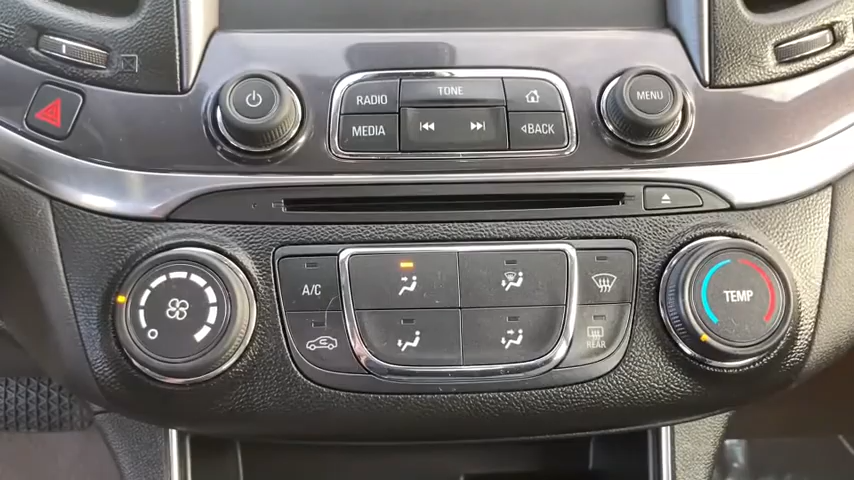 RADIO
TONE
MENU
MEDIA
BACK
A/C
TEMP
REAR